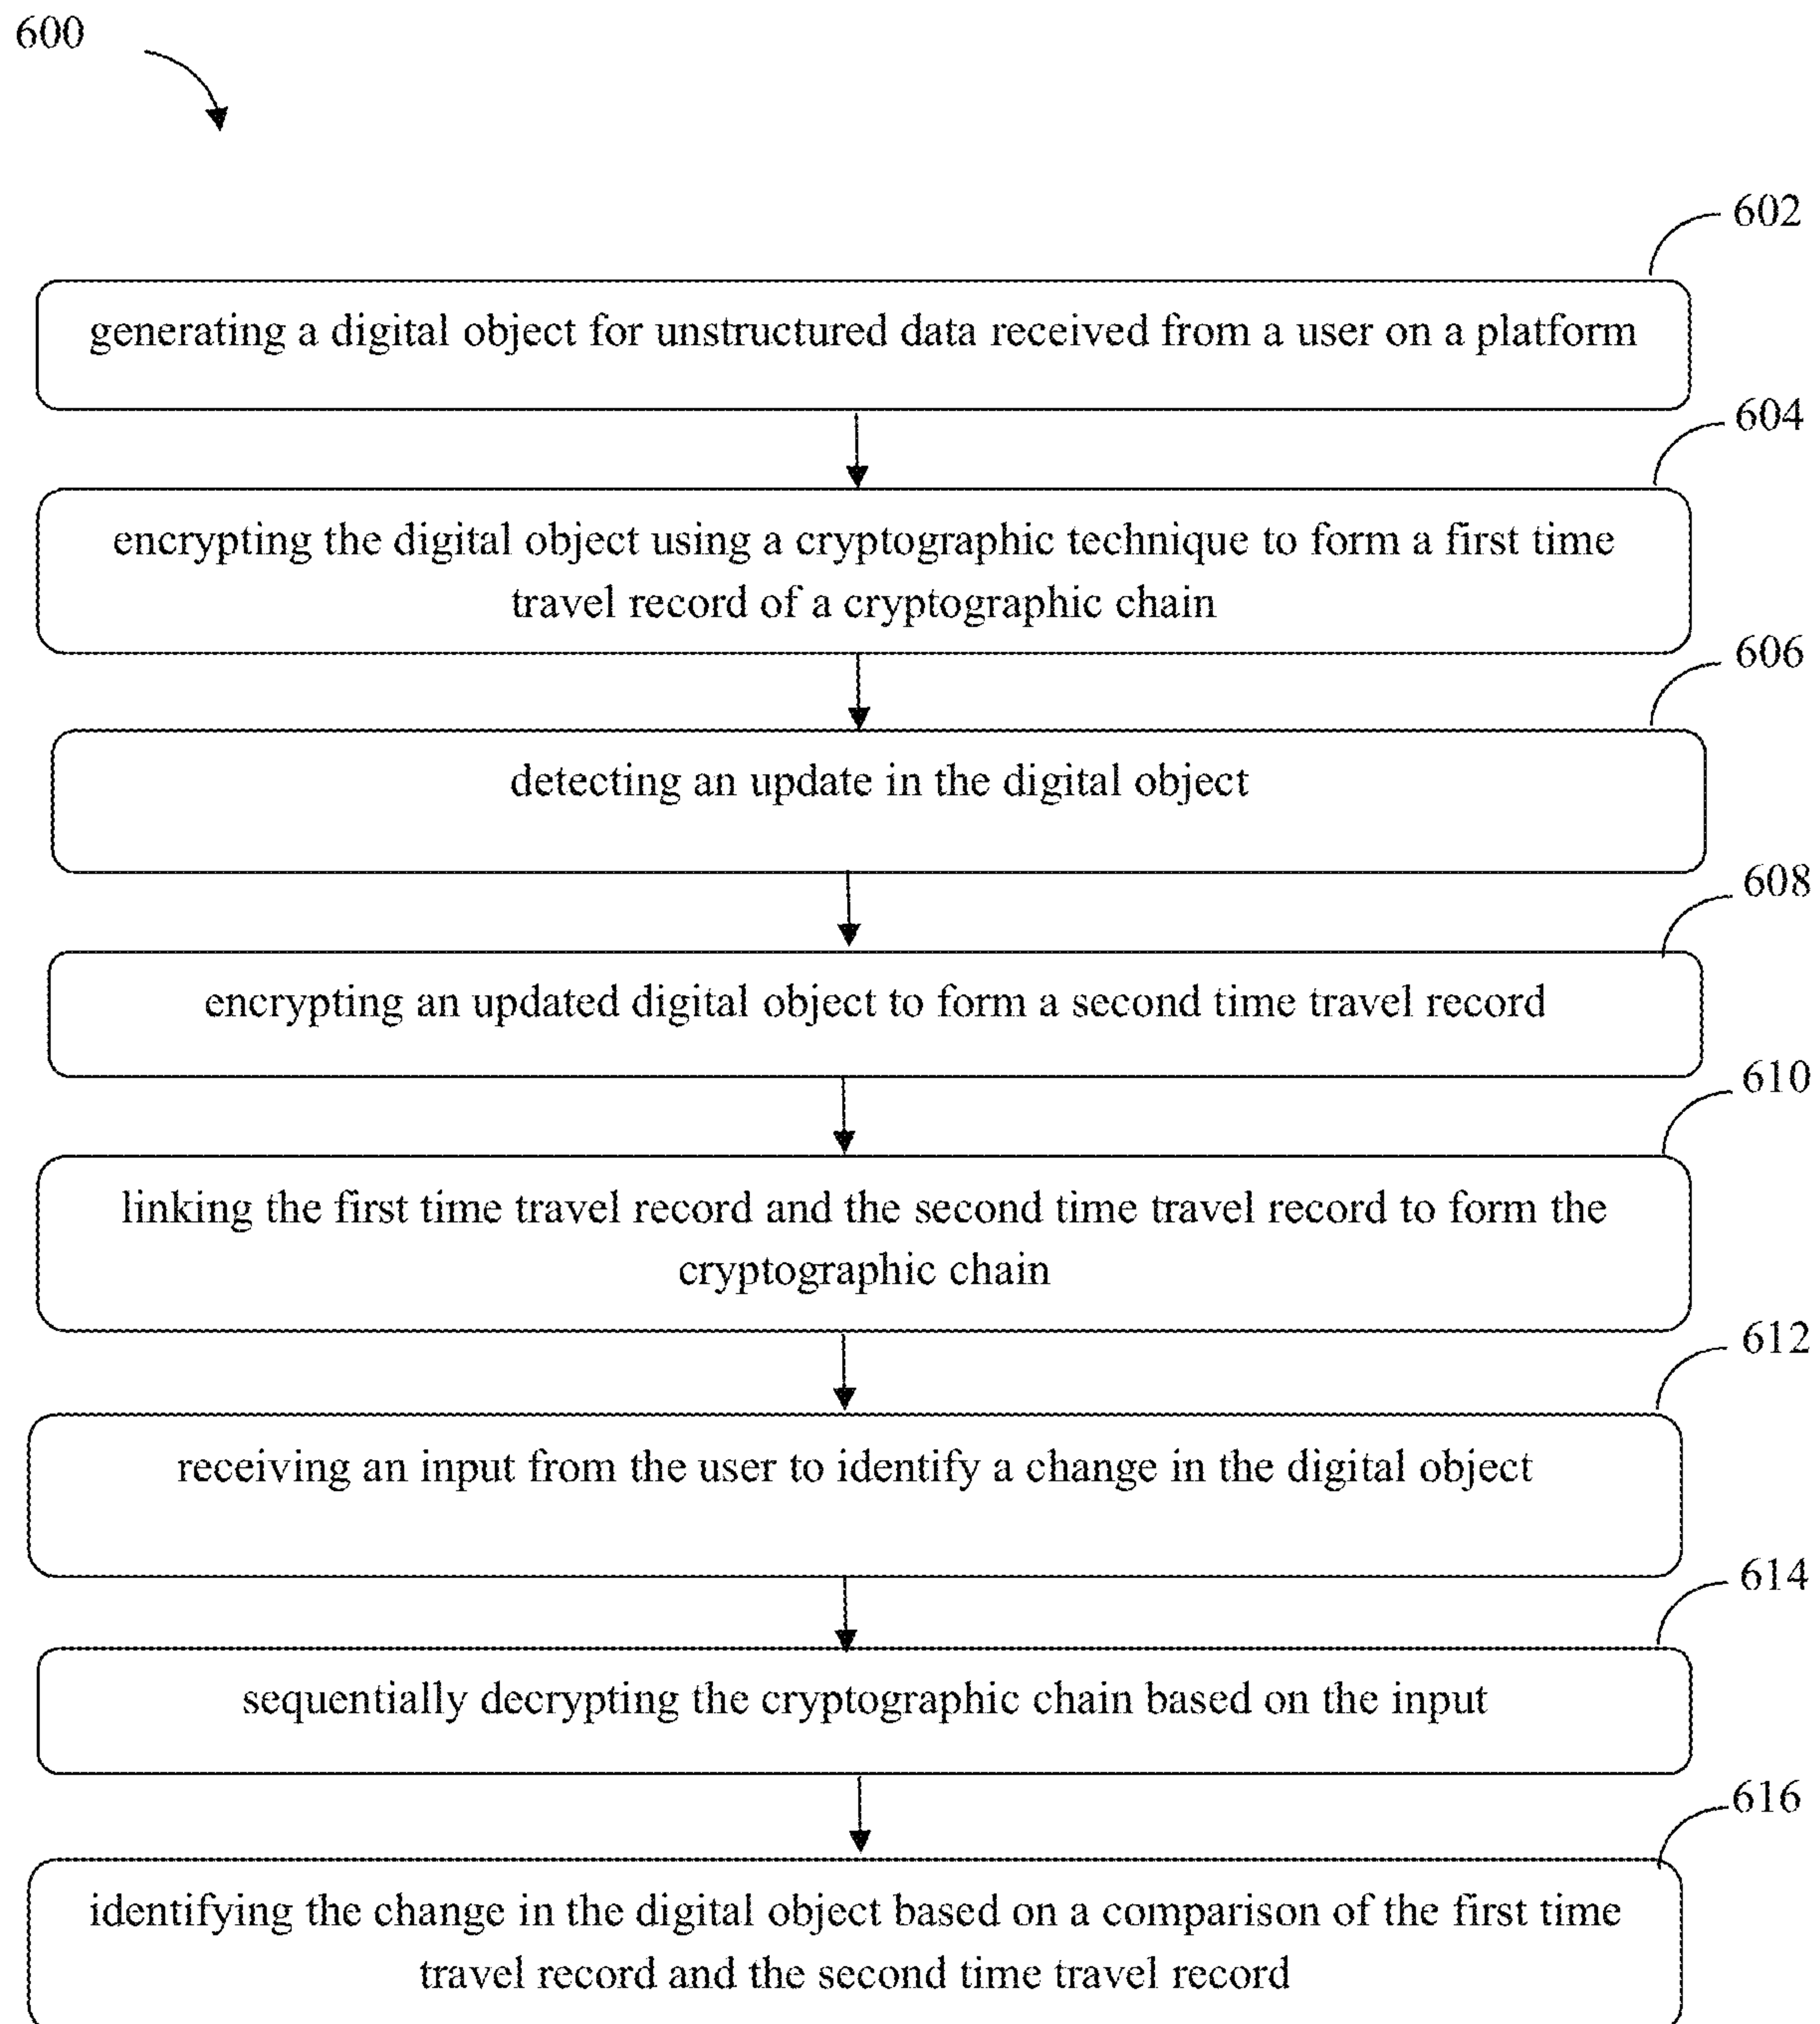 600
602
generating a digital object for unstructured data received from a user on a platform
604
encrypting the digital object using a cryptographic technique to form a first time
travel record of a cryptographic chain
606
detecting an update in the digital object
608
encrypting an updated digital object to form a second time travel record
610
linking the first time travel record and the second time travel record to form the
cryptographic chain
612
receiving an input from the user to identify a change in the digital object
614
sequentially decrypting the cryptographic chain based on the input
616
identifying the change in the digital object based on a comparison of the first time
travel record and the second time travel record